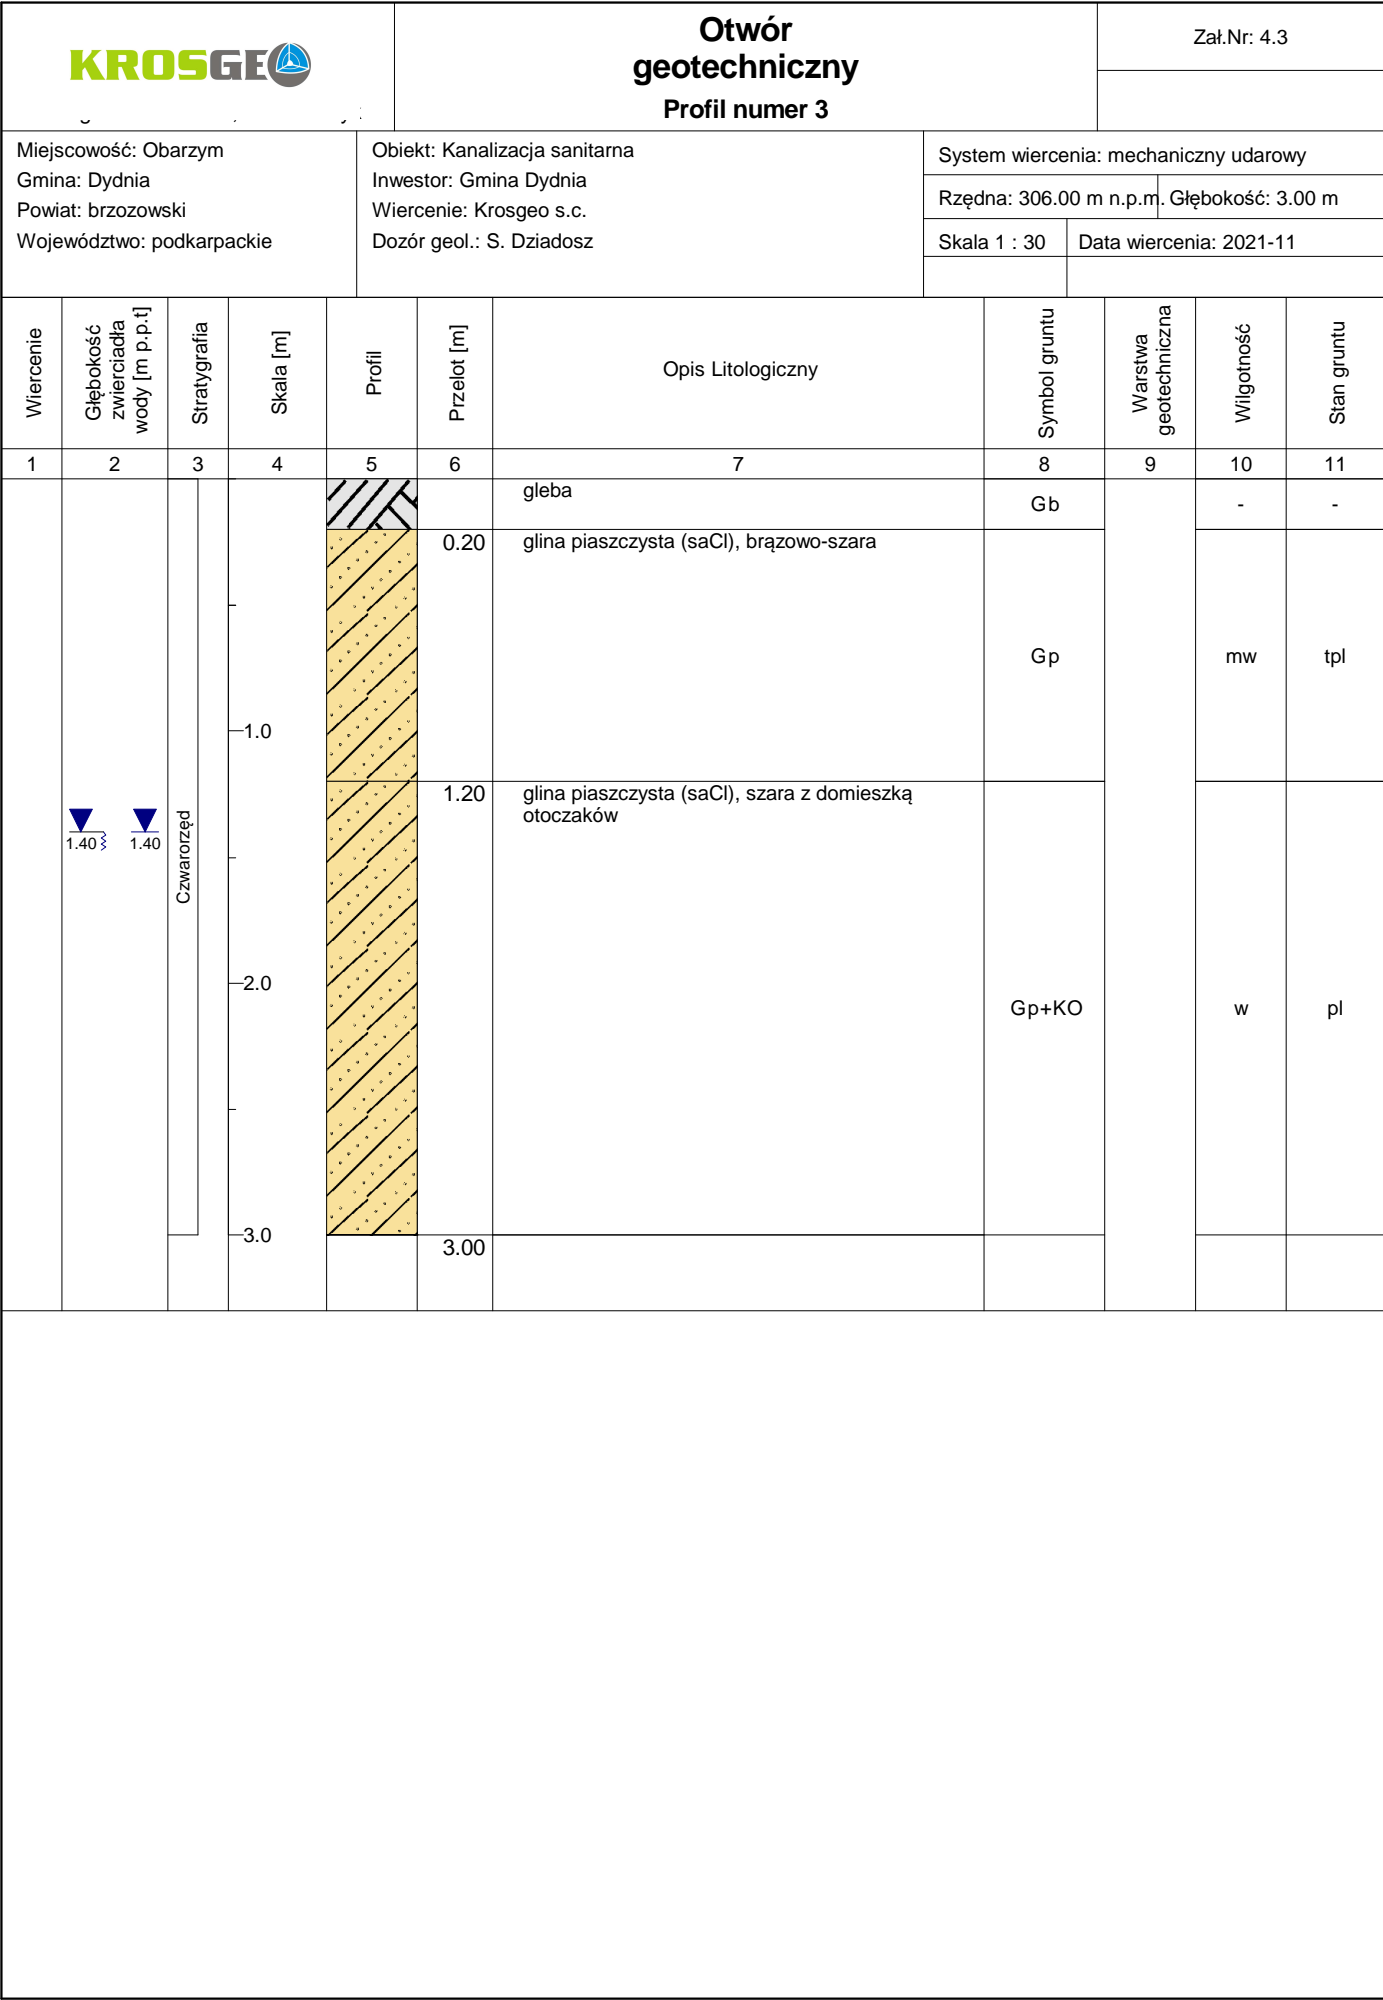 KROSGEO
Otwór
geotechniczny
Profil numer 3
Zał.Nr: 4.3
Miejscowość: Obarzym
Gmina: Dydnia
Powiat: brzozowski
Województwo: podkarpackie
Obiekt: Kanalizacja sanitarna
Inwestor: Gmina Dydnia
Wiercenie: Krosgeo s.c.
Dozór geol.: S. Dziadosz
System wiercenia: mechaniczny udarowy
Rzędna: 306.00 m n.p.m. Głębokość: 3.00 m
Skala 1 : 30 Data wiercenia: 2021-11
Wiercenie
Głębokość
zwierciadła
wody [m p.p.t]
Stratygrafia
Skala [m]
Profil
Przelot [m]
Opis Litologiczny
Symbol gruntu
Warstwa
geotechniczna
Wilgotność
Stan gruntu
1 2 3 4 5 6 7 8 9 10 11
gleba
Gb - -
0.20 glina piaszczysta (saCl), brązowo-szara
Gp mw tpl
1.0
1.20 glina piaszczysta (saCl), szara z domieszką
otoczaków
1.40 1.40
Czwarorzęd
2.0
Gp+KO w pl
3.0
3.00